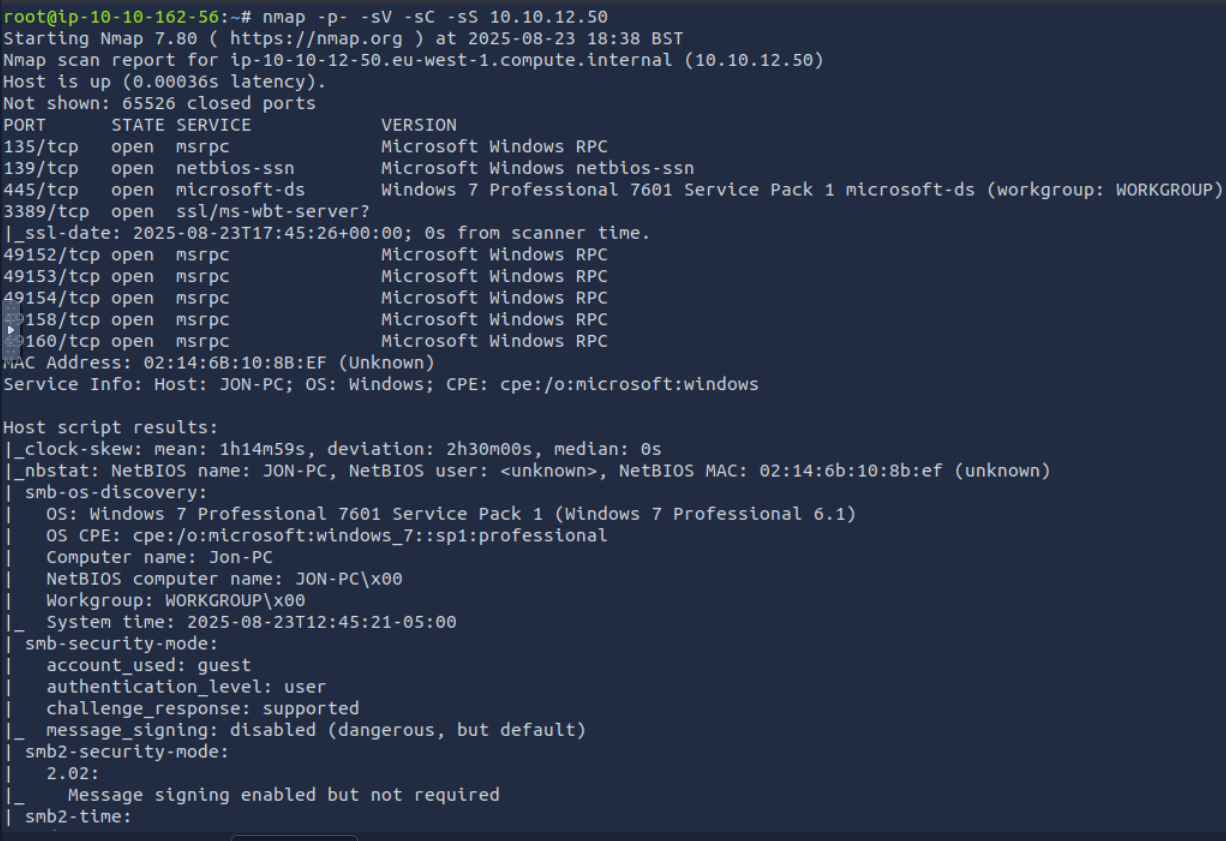 root@ip-10-10-162-56:~# nmap -p- -sV -sC -sS 10.10.12.50
Starting Nmap 7.80 ( https://nmap.org ) at 2025-08-23 18:38 BST
Nmap scan report for ip-10-10-12-50.eu-west-1.compute.internal (10.10.12.50)
Host is up (0.00036s latency).
Not shown: 65526 closed ports
PORT      STATE SERVICE            VERSION
135/tcp   open  msrpc              Microsoft Windows RPC
139/tcp   open  netbios-ssn        Microsoft Windows netbios-ssn
445/tcp   open  microsoft-ds       Windows 7 Professional 7601 Service Pack 1 microsoft-ds (workgroup: WORKGROUP)
3389/tcp  open  ssl/ms-wbt-server?
|_ssl-date: 2025-08-23T17:45:26+00:00; 0s from scanner time.
49152/tcp open  msrpc              Microsoft Windows RPC
49153/tcp open  msrpc              Microsoft Windows RPC
49154/tcp open  msrpc              Microsoft Windows RPC
49158/tcp open  msrpc              Microsoft Windows RPC
49160/tcp open  msrpc              Microsoft Windows RPC
MAC Address: 02:14:6B:10:8B:EF (Unknown)
Service Info: Host: JON-PC; OS: Windows; CPE: cpe:/o:microsoft:windows

Host script results:
|_clock-skew: mean: 1h14m59s, deviation: 2h30m00s, median: 0s
|_nbstat: NetBIOS name: JON-PC, NetBIOS user: <unknown>, NetBIOS MAC: 02:14:6b:10:8b:ef (unknown)
| smb-os-discovery:
|   OS: Windows 7 Professional 7601 Service Pack 1 (Windows 7 Professional 6.1)
|   OS CPE: cpe:/o:microsoft:windows_7::sp1:professional
|   Computer name: Jon-PC
|   NetBIOS computer name: JON-PC\x00
|   Workgroup: WORKGROUP\x00
|_  System time: 2025-08-23T12:45:21-05:00
| smb-security-mode:
|   account_used: guest
|   authentication_level: user
|   challenge_response: supported
|_  message_signing: disabled (dangerous, but default)
| smb2-security-mode:
|   2.02:
|_    Message signing enabled but not required
| smb2-time: